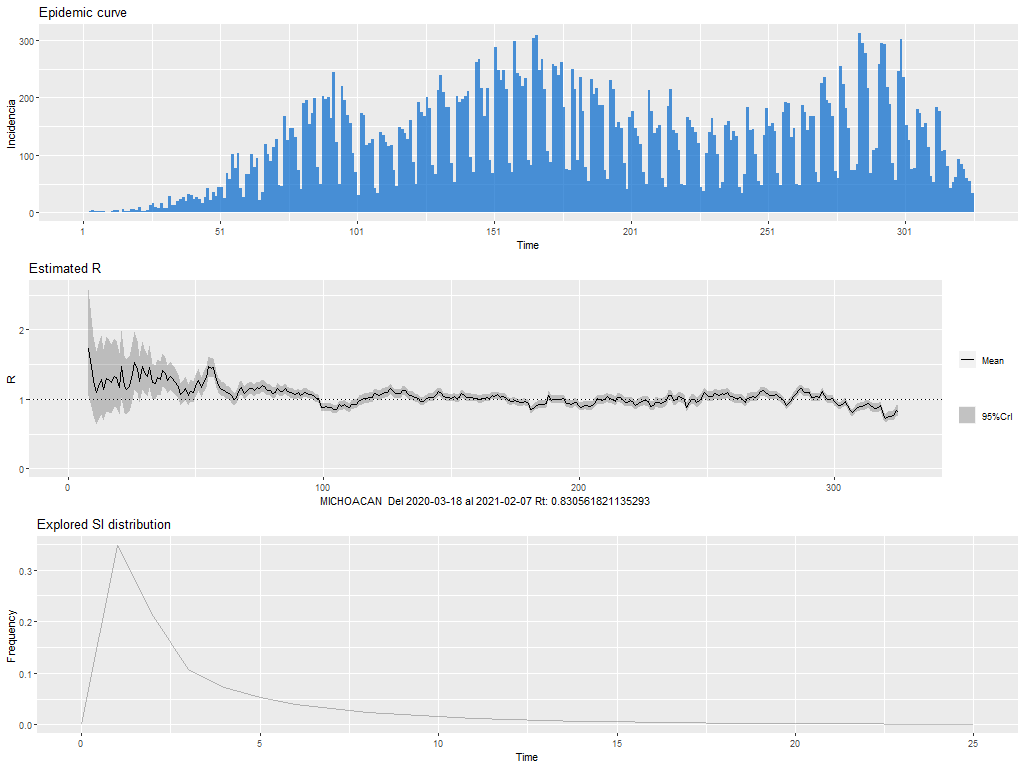 Epidemic curve
300
200
100
0
Incidencia
1 51 101 151 201 251 301
Time
Estimated R
2
1
0
R
Mean
95%CrI
0 100 200 300
MICHOACAN Del 2020-03-18 al 2021-02-07 Rt: 0.830561821135293
Explored SI distribution
0.3
0.2
0.1
0.0
Frequency
0 5 10 15 20 25
Time